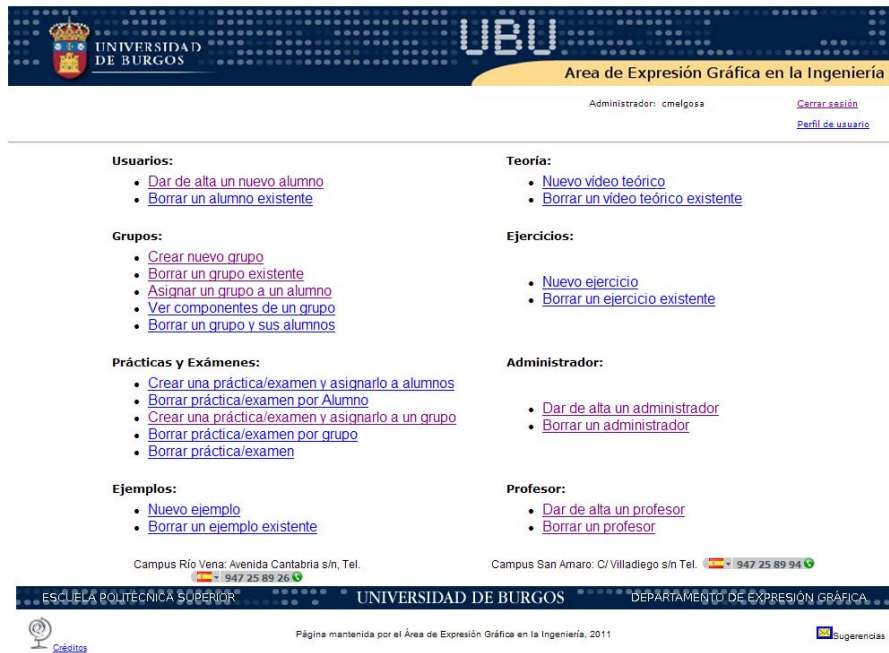 UNIVERSIDAD
DE BURGOS
UBU
Area de Expresión Gráfica en la Ingeniería
Administrador: cmelgosa
Cerrar sesión
Perfil de usuario
Usuarios:
Dar de alta un nuevo alumno
Borrar un alumno existente
Teoría:
Nuevo vídeo teórico
Borrar un vídeo teórico existente
Grupos:
Crear nuevo grupo
Borrar un grupo existente
Asignar un grupo a un alumno
Ver componentes de un grupo
Borrar un grupo y sus alumnos
Ejercicios:
Nuevo ejercicio
Borrar un ejercicio existente
Prácticas y Exámenes:
Crear una práctica/examen y asignarlo a alumnos
Borrar práctica/examen por Alumno
Crear una práctica/examen y asignarlo a un grupo
Borrar práctica/examen por grupo
Borrar práctica/examen
Administrador:
Dar de alta un administrador
Borrar un administrador
Ejemplos:
Nuevo ejemplo
Borrar un ejemplo existente
Profesor:
Dar de alta un profesor
Borrar un profesor
Campus Río Vena: Avenida Cantabria s/n, Tel.
947 25 89 26
Campus San Amaro: C/ Villadiego s/n Tel. 947 25 89 94
ESCUELA POLITÉCNICA SUPERIOR
UNIVERSIDAD DE BURGOS
DEPARTAMENTO DE EXPRESIÓN GRÁFICA
Créditos
Página mantenida por el Área de Expresión Gráfica en la Ingeniería, 2011
Sugerencias